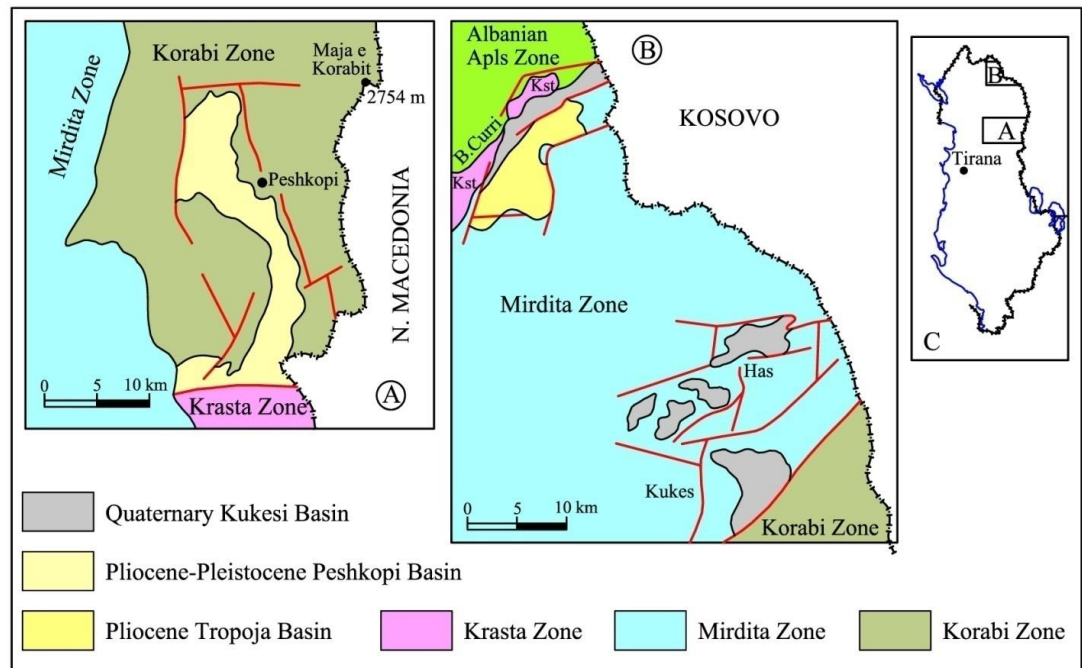 Korabi Zone
Maja e
Korabit
2754 m
Mirdita Zone
Peshkopi
N. MACEDONIA
0 5 10 km
Krasta Zone
A
Albanian
Apls Zone
B
Kst
B.Curri
Kst
KOSOVO
Mirdita Zone
Has
Kukes
0 5 10 km
Korabi Zone
B
A
Tirana
C
Quaternary Kukesi Basin
Pliocene-Pleistocene Peshkopi Basin
Pliocene Tropoja Basin
Krasta Zone
Mirdita Zone
Korabi Zone